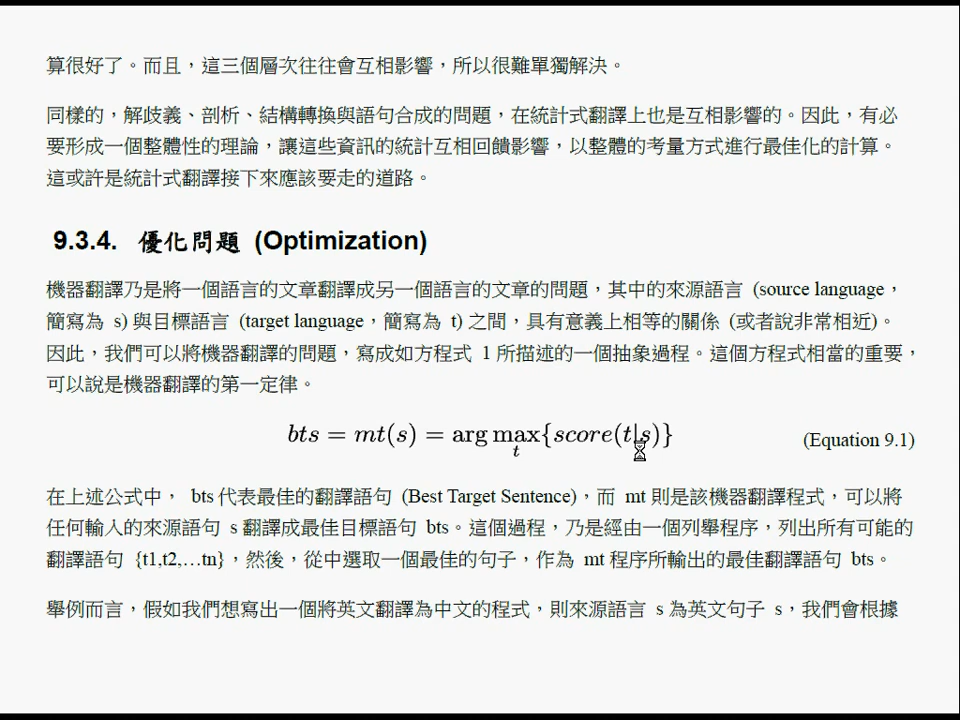 算很好了。而且，這三個層次往往會互相影響，所以很難單獨解決。
同樣的，解歧義、剖析、結構轉換與語句合成的問題，在統計式翻譯上也是互相影響的。因此，有必
要形成一個整體性的理論，讓這些資訊的統計互相回饋影響，以整體的考量方式進行最佳化的計算。
這或許是統計式翻譯接下來應該要走的道路。
9.3.4. 優化問題 (Optimization)
機器翻譯乃是將一個語言的文章翻譯成另一個語言的文章的問題，其中的來源語言 (source language，
簡寫為 s) 與目標語言 (target language，簡寫為 t) 之間，具有意義上相等的關係 (或者說非常相近)。
因此，我們可以將機器翻譯的問題，寫成如方程式 1 所描述的一個抽象過程。這個方程式相當的重要，
可以說是機器翻譯的第一定律。
bts = mt(s) = arg max_t{score(t|s)} (Equation 9.1)
在上述公式中， bts 代表最佳的翻譯語句 (Best Target Sentence)，而 mt 則是該機器翻譯程式，可以將
任何輸入的來源語句 s 翻譯成最佳目標語句 bts。這個過程，乃是經由一個列舉程序，列出所有可能的
翻譯語句 {t1,t2,…tn}，然後，從中選取一個最佳的句子，作為 mt 程序所輸出的最佳翻譯語句 bts。
舉例而言，假如我們想寫出一個將英文翻譯為中文的程式，則來源語言 s 為英文句子 s，我們會根據